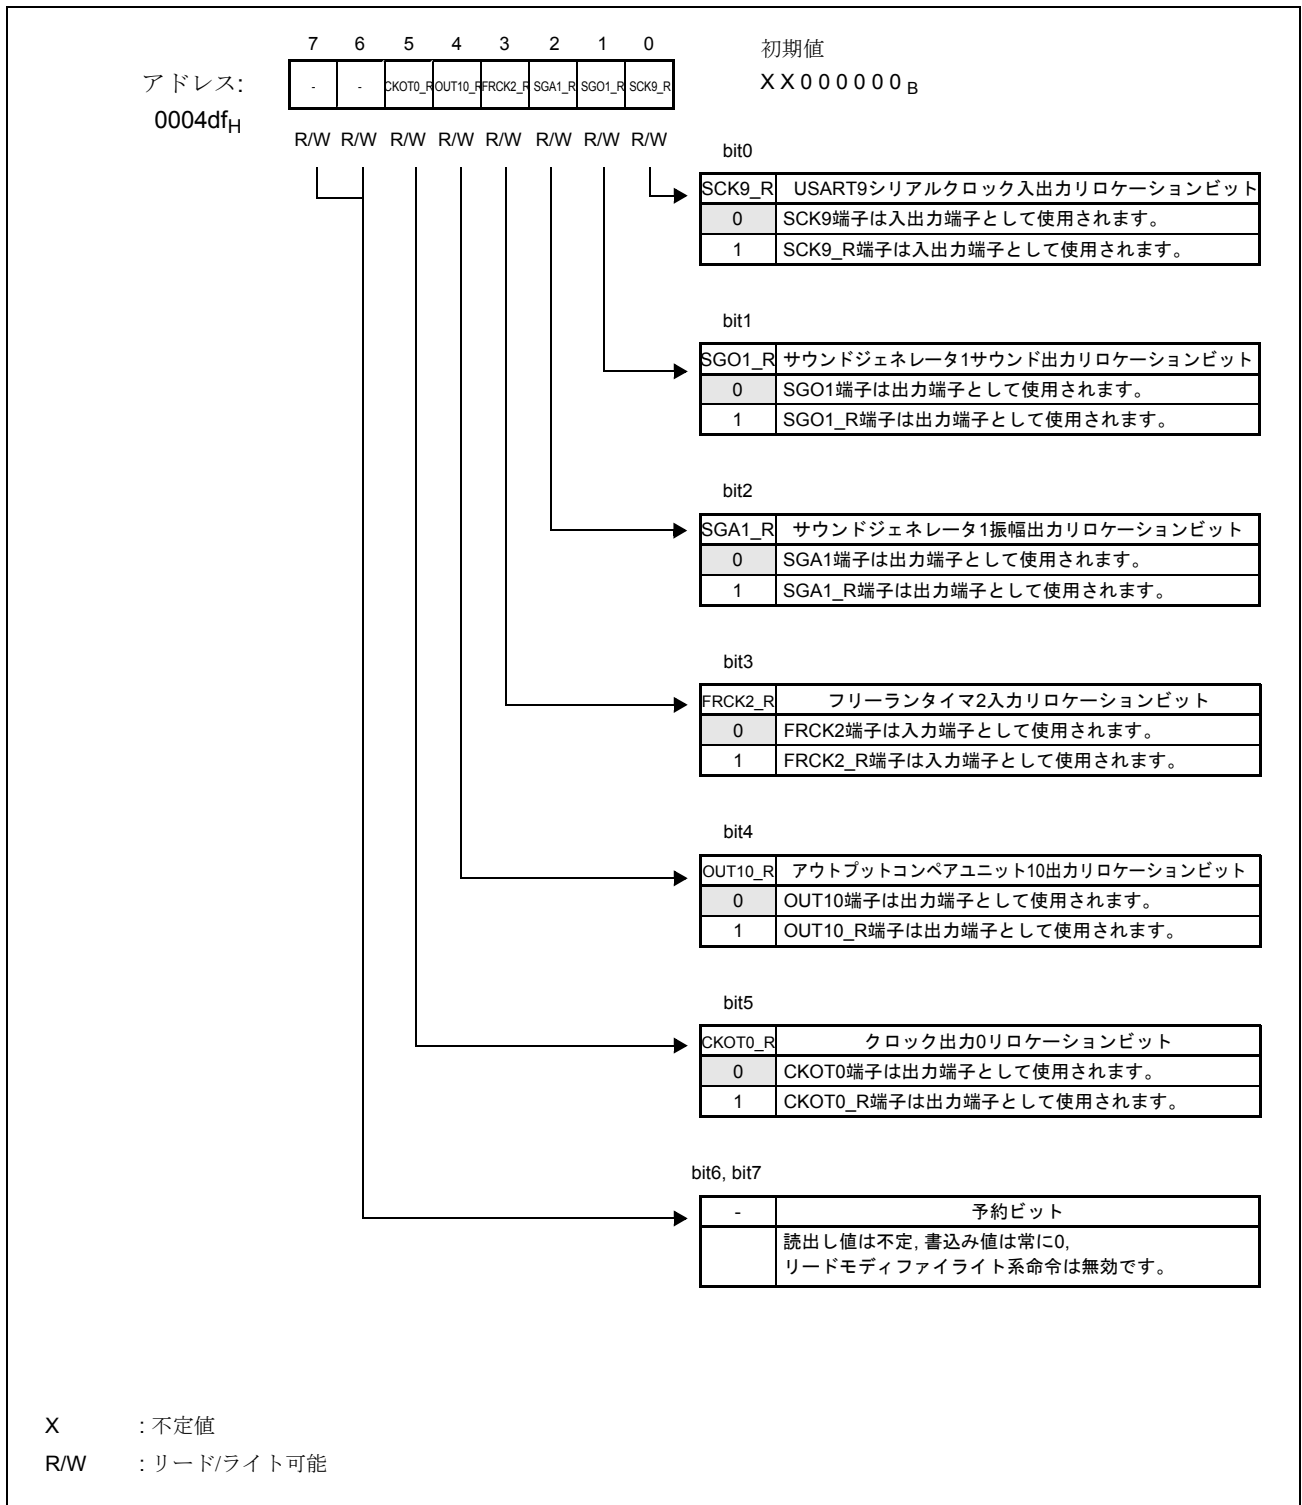 7 6 5 4 3 2 1 0
初期値
アドレス:
- - CKOT0_R OUT10_R FRCK2_R SGA1_R SGO1_R SCK9_R
X X 0 0 0 0 0 0 B
0004dfH
R/W R/W R/W R/W R/W R/W R/W R/W
bit0
SCK9_R USART9シリアルクロック入出力リロケーションビット
0 SCK9端子は入出力端子として使用されます。
1 SCK9_R端子は入出力端子として使用されます。
bit1
SGO1_R サウンドジェネレータ1サウンド出力リロケーションビット
0 SGO1端子は出力端子として使用されます。
1 SGO1_R端子は出力端子として使用されます。
bit2
SGA1_R サウンドジェネレータ1振幅出力リロケーションビット
0 SGA1端子は出力端子として使用されます。
1 SGA1_R端子は出力端子として使用されます。
bit3
FRCK2_R フリーランタイマ2入力リロケーションビット
0 FRCK2端子は入力端子として使用されます。
1 FRCK2_R端子は入力端子として使用されます。
bit4
OUT10_R アウトプットコンペアユニット10出力リロケーションビット
0 OUT10端子は出力端子として使用されます。
1 OUT10_R端子は出力端子として使用されます。
bit5
CKOT0_R クロック出力0リロケーションビット
0 CKOT0端子は出力端子として使用されます。
1 CKOT0_R端子は出力端子として使用されます。
bit6, bit7
- 予約ビット
読出し値は不定, 書込み値は常に0,
リードモディファイライト系命令は無効です。
X : 不定値
R/W : リード/ライト可能